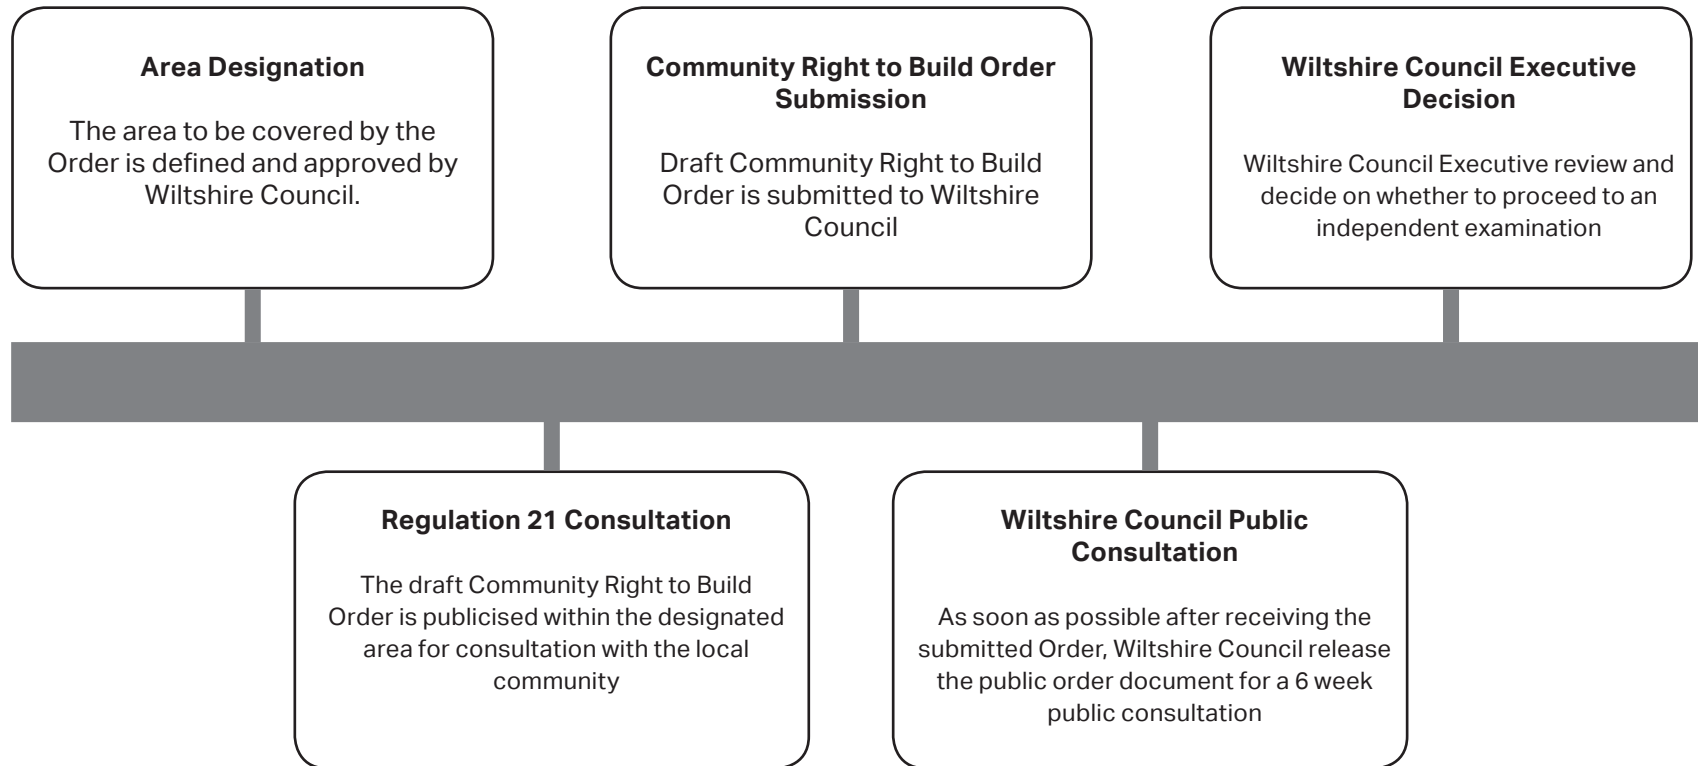 Area Designation
The area to be covered by the
Order is defined and approved by
Wiltshire Council.
Community Right to Build Order
Submission
Draft Community Right to Build
Order is submitted to Wiltshire
Council
Wiltshire Council Executive
Decision
Wiltshire Council Executive review and
decide on whether to proceed to an
independent examination
Regulation 21 Consultation
The draft Community Right to Build
Order is publicised within the designated
area for consultation with the local
community
Wiltshire Council Public
Consultation
As soon as possible after receiving the
submitted Order, Wiltshire Council release
the public order document for a 6 week
public consultation